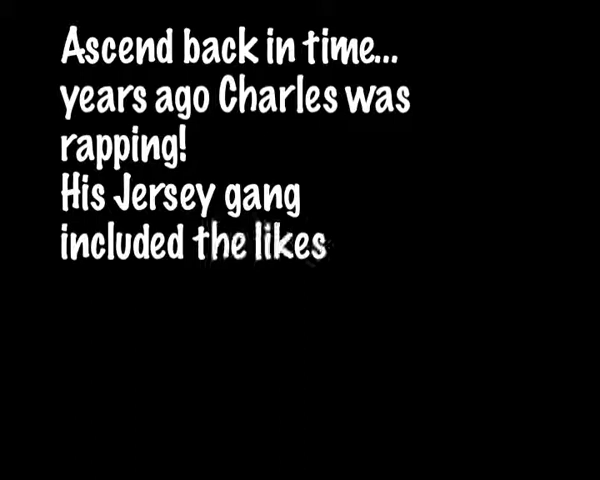 Ascend back in time...
years ago Charles was
rapping!
His Jersey gang
included the likes